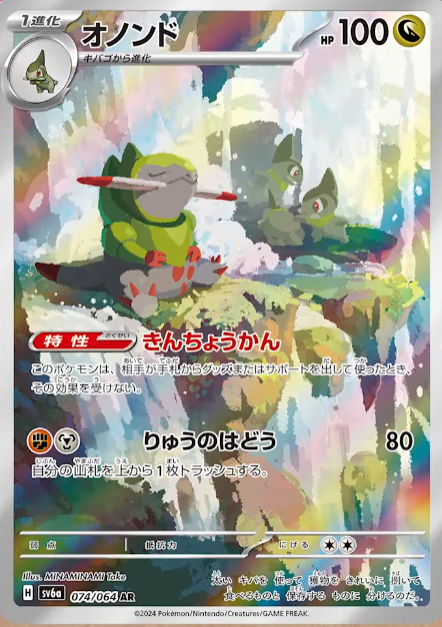 1進化
オノンド
HP 100
キバゴから進化
特性
とくせい
きんちょうかん
このポケモンは、相手が手札からグッズまたはサポートを出して使ったとき、
その効果を受けない。
りゅうのはどう 80
自分の山札を上から1枚トラッシュする。
弱点 抵抗力 にげる
Illus. MINAMINAMI Take
H sv6a 074/064 AR
太い キバを 使って 獲物を きれいに 捌いて
食べるものと 保存する ものに 分けるのだ。
©2024 Pokémon/Nintendo/Creatures/GAME FREAK.